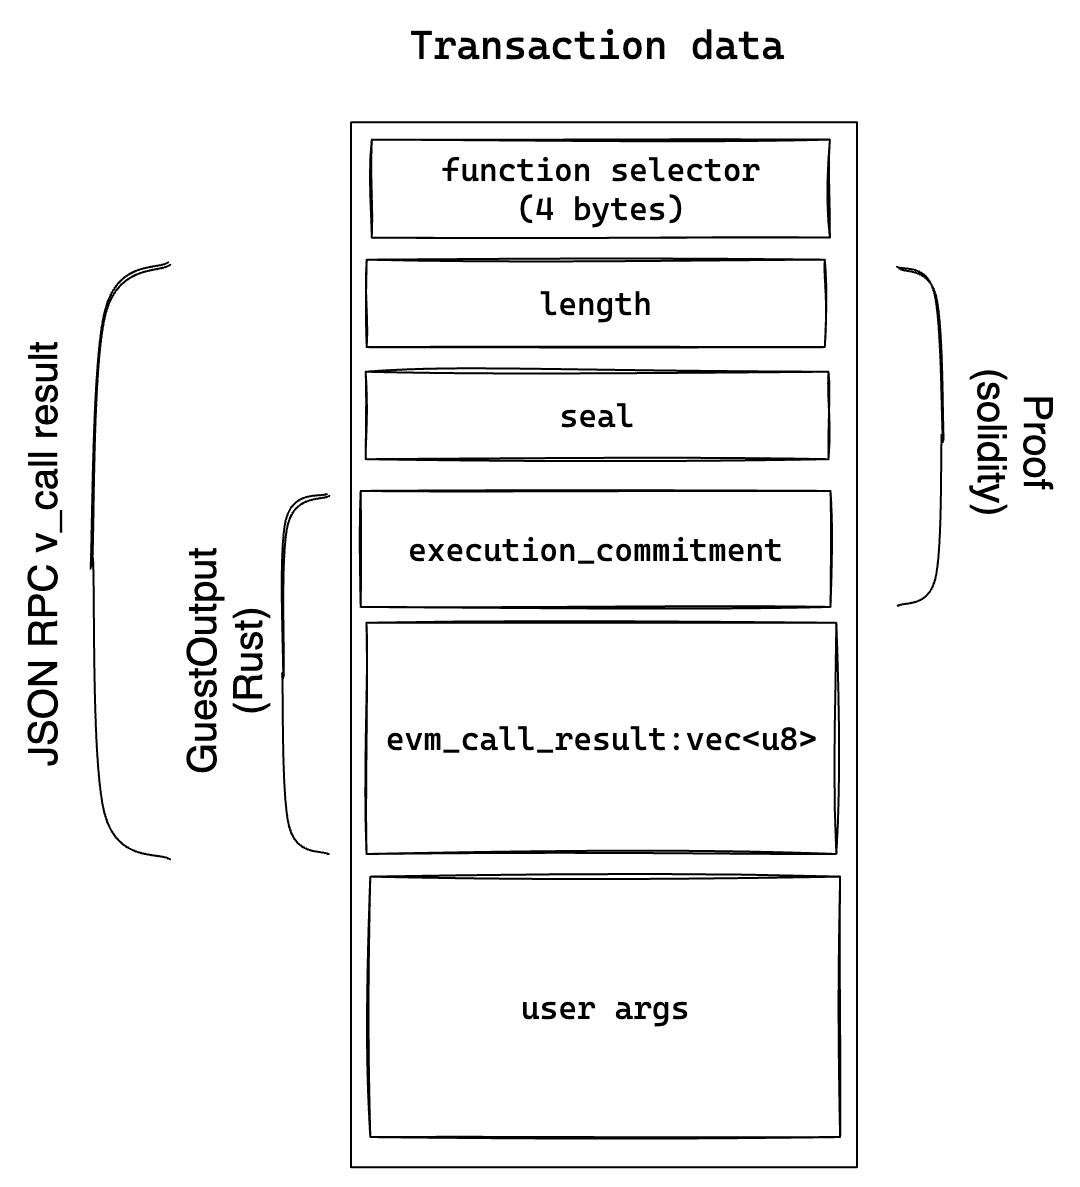 Transaction data
function selector
(4 bytes)
length
seal
execution_commitment
evm_call_result:vec<u8>
user args
JSON RPC v_call result
GuestOutput
(Rust)
Proof
(solidity)